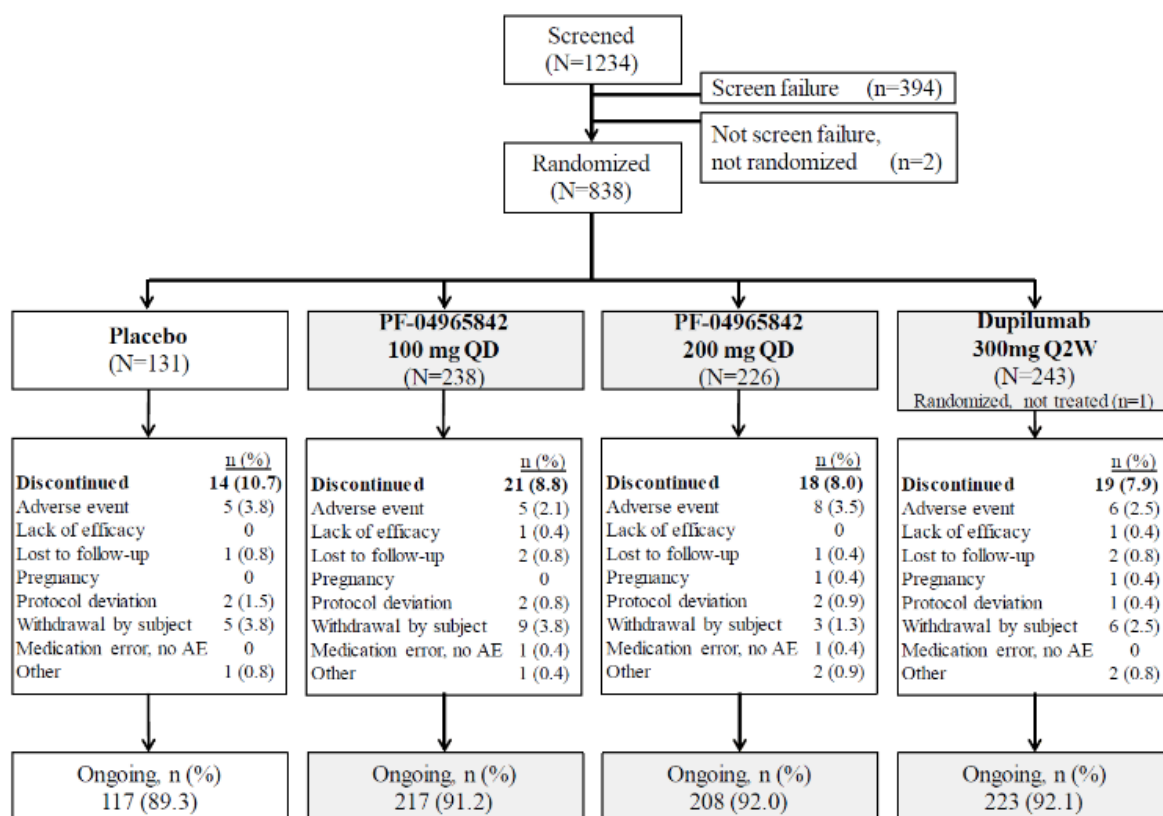 Screened
(N=1234)
Screen failure (n=394)
Not screen failure,
not randomized (n=2)
Randomized
(N=838)
Placebo
(N=131)
PF-04965842
100 mg QD
(N=238)
PF-04965842
200 mg QD
(N=226)
Dupilumab
300mg Q2W
(N=243)
Randomized, not treated (n=1)
n (%)
Discontinued 14 (10.7)
Adverse event 5 (3.8)
Lack of efficacy 0
Lost to follow-up 1 (0.8)
Pregnancy 0
Protocol deviation 2 (1.5)
Withdrawal by subject 5 (3.8)
Medication error, no AE 0
Other 1 (0.8)
n (%)
Discontinued 21 (8.8)
Adverse event 5 (2.1)
Lack of efficacy 1 (0.4)
Lost to follow-up 2 (0.8)
Pregnancy 0
Protocol deviation 2 (0.8)
Withdrawal by subject 9 (3.8)
Medication error, no AE 1 (0.4)
Other 1 (0.4)
n (%)
Discontinued 18 (8.0)
Adverse event 8 (3.5)
Lack of efficacy 0
Lost to follow-up 1 (0.4)
Pregnancy 1 (0.4)
Protocol deviation 2 (0.9)
Withdrawal by subject 3 (1.3)
Medication error, no AE 1 (0.4)
Other 2 (0.9)
n (%)
Discontinued 19 (7.9)
Adverse event 6 (2.5)
Lack of efficacy 1 (0.4)
Lost to follow-up 2 (0.8)
Pregnancy 1 (0.4)
Protocol deviation 1 (0.4)
Withdrawal by subject 6 (2.5)
Medication error, no AE 0
Other 2 (0.8)
Ongoing, n (%)
117 (89.3)
Ongoing, n (%)
217 (91.2)
Ongoing, n (%)
208 (92.0)
Ongoing, n (%)
223 (92.1)